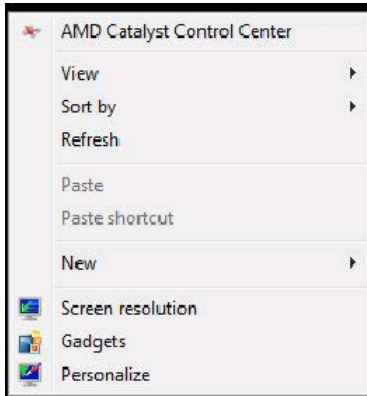 AMD Catalyst Control Center
View
Sort by
Refresh
Paste
Paste shortcut
New
Screen resolution
Gadgets
Personalize